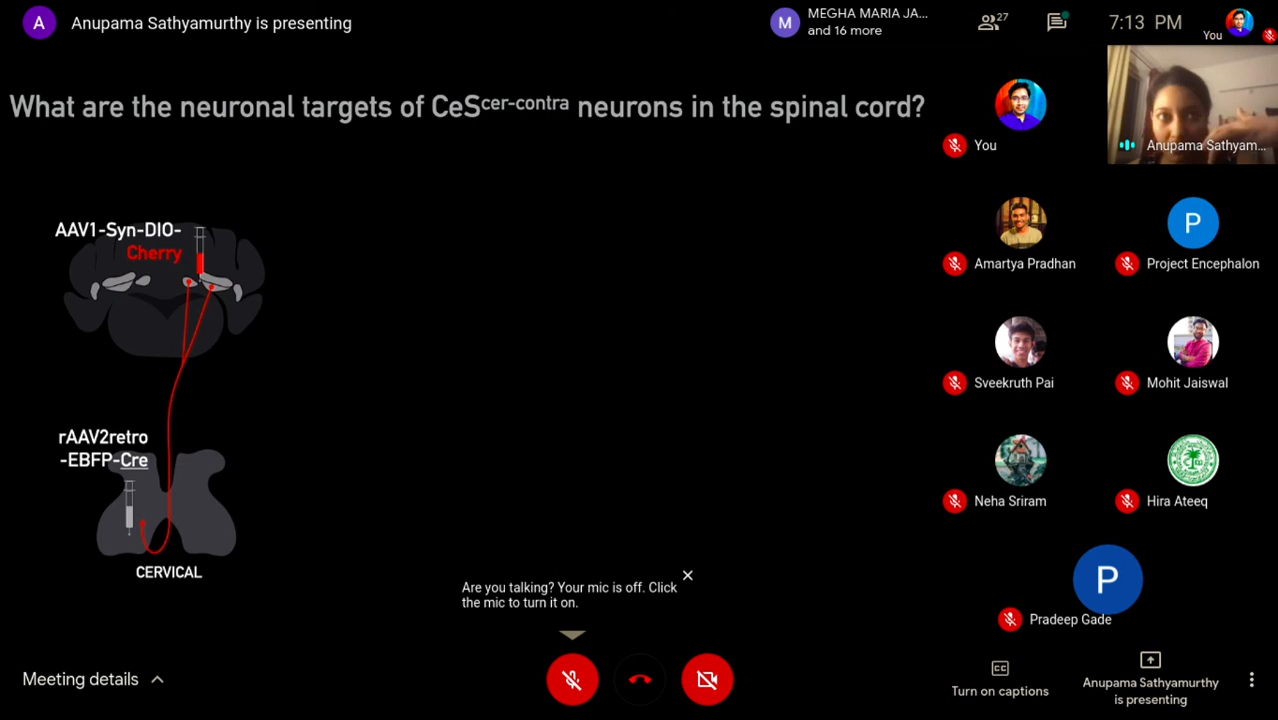 A
Anupama Sathyamurthy is presenting
M
MEGHA MARIA JA...
and 16 more
27
7:13 PM
You
What are the neuronal targets of CeScer-contra neurons in the spinal cord?
You
Anupama Sathyam...
AAV1-Syn-DIO-
Cherry
Amartya Pradhan
P
Project Encephalon
Sveekruth Pai
Mohit Jaiswal
rAAV2retro
-EBFP-Cre
Neha Sriram
Hira Ateeq
CERVICAL
P
Pradeep Gade
Are you talking? Your mic is off. Click
the mic to turn it on.
Meeting details
CC
Turn on captions
Anupama Sathyamurthy
is presenting